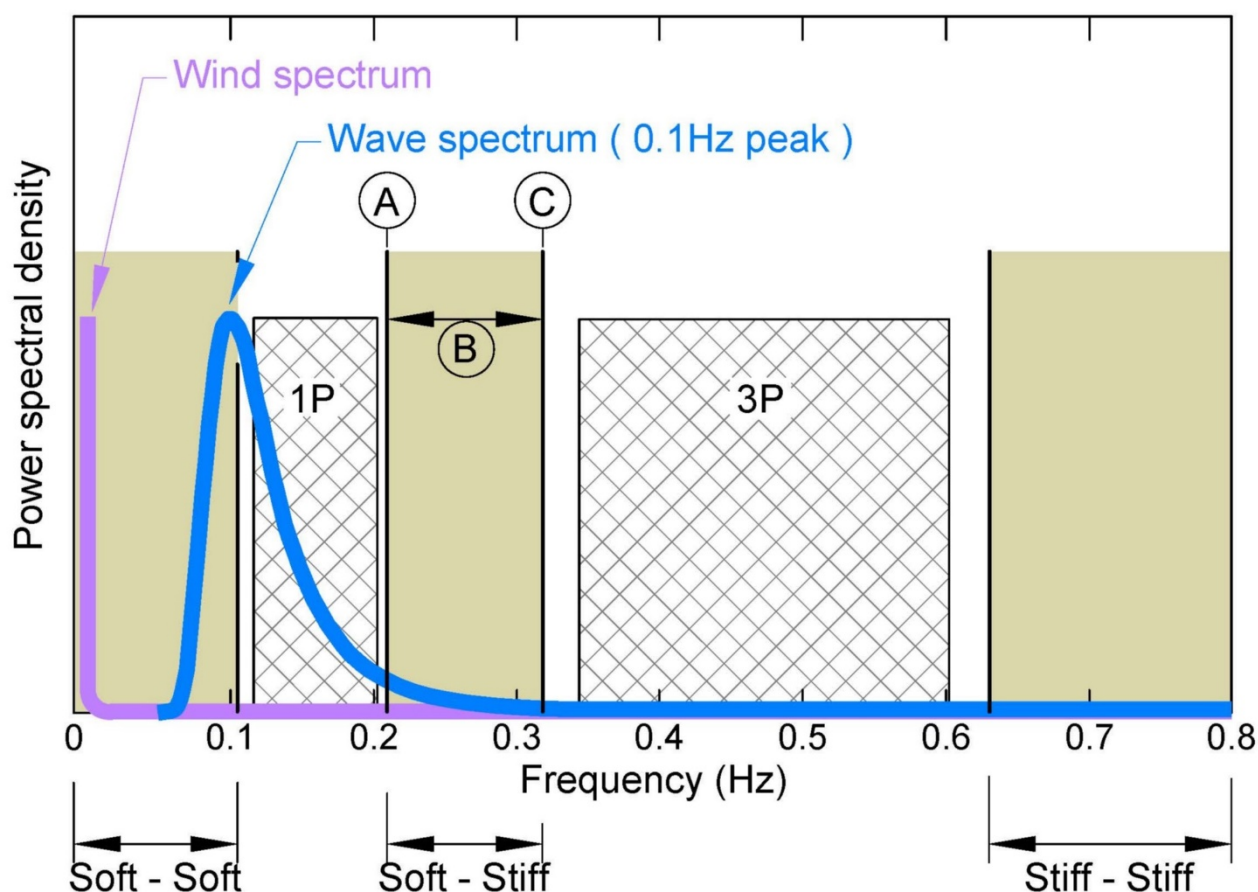 Wind spectrum
Wave spectrum ( 0.1Hz peak )
A
C
B
1P
3P
Power spectral density
0 0.1 0.2 0.3 0.4 0.5 0.6 0.7 0.8
Frequency (Hz)
Soft - Soft Soft - Stiff Stiff - Stiff